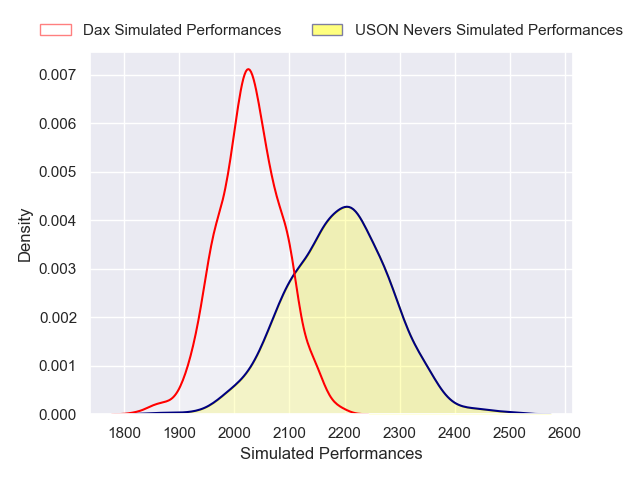 Dax Simulated Performances
USON Nevers Simulated Performances
0.007
0.006
0.005
0.004
0.003
0.002
0.001
0.000
Density
1800 1900 2000 2100 2200 2300 2400 2500 2600
Simulated Performances